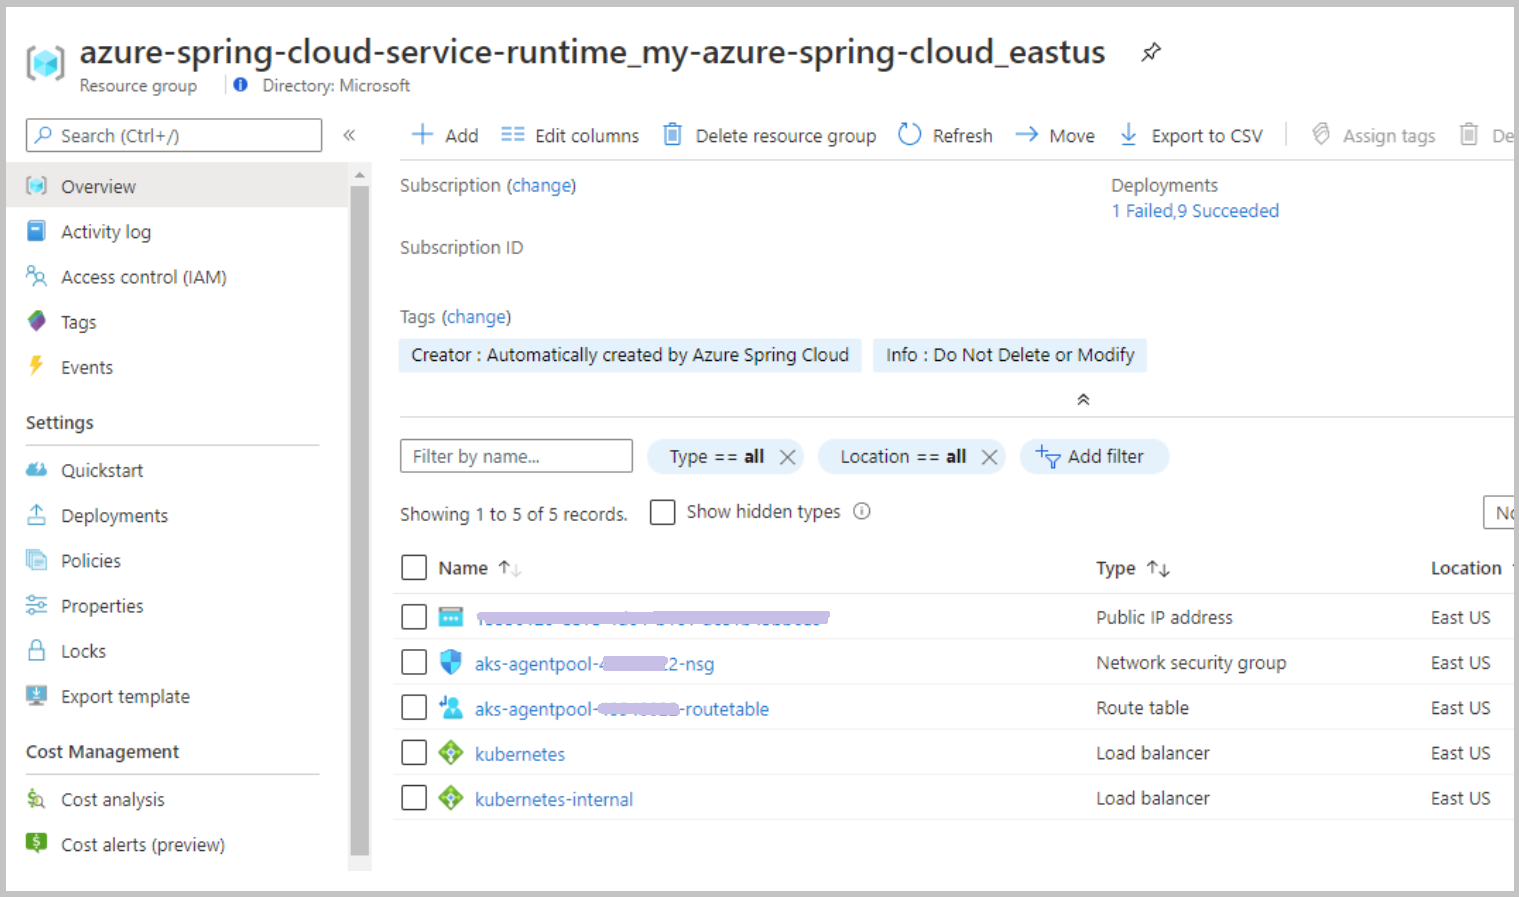 azure-spring-cloud-service-runtime_my-azure-spring-cloud_eastus
Resource group
Directory: Microsoft
Search (Ctrl+/)
Add
Edit columns
Delete resource group
Refresh
Move
Export to CSV
Assign tags
De
Overview
Activity log
Access control (IAM)
Tags
Events
Settings
Quickstart
Deployments
Policies
Properties
Locks
Export template
Cost Management
Cost analysis
Cost alerts (preview)
Subscription (change)
Deployments
1 Failed,9 Succeeded
Subscription ID
Tags (change)
Creator : Automatically created by Azure Spring Cloud
Info : Do Not Delete or Modify
Filter by name...
Type == all
Location == all
Add filter
Showing 1 to 5 of 5 records.
Show hidden types
No
Name
Type
Location
Public IP address
East US
aks-agentpool-
2-nsg
Network security group
East US
aks-agentpool-
-routetable
Route table
East US
kubernetes
Load balancer
East US
kubernetes-internal
Load balancer
East US